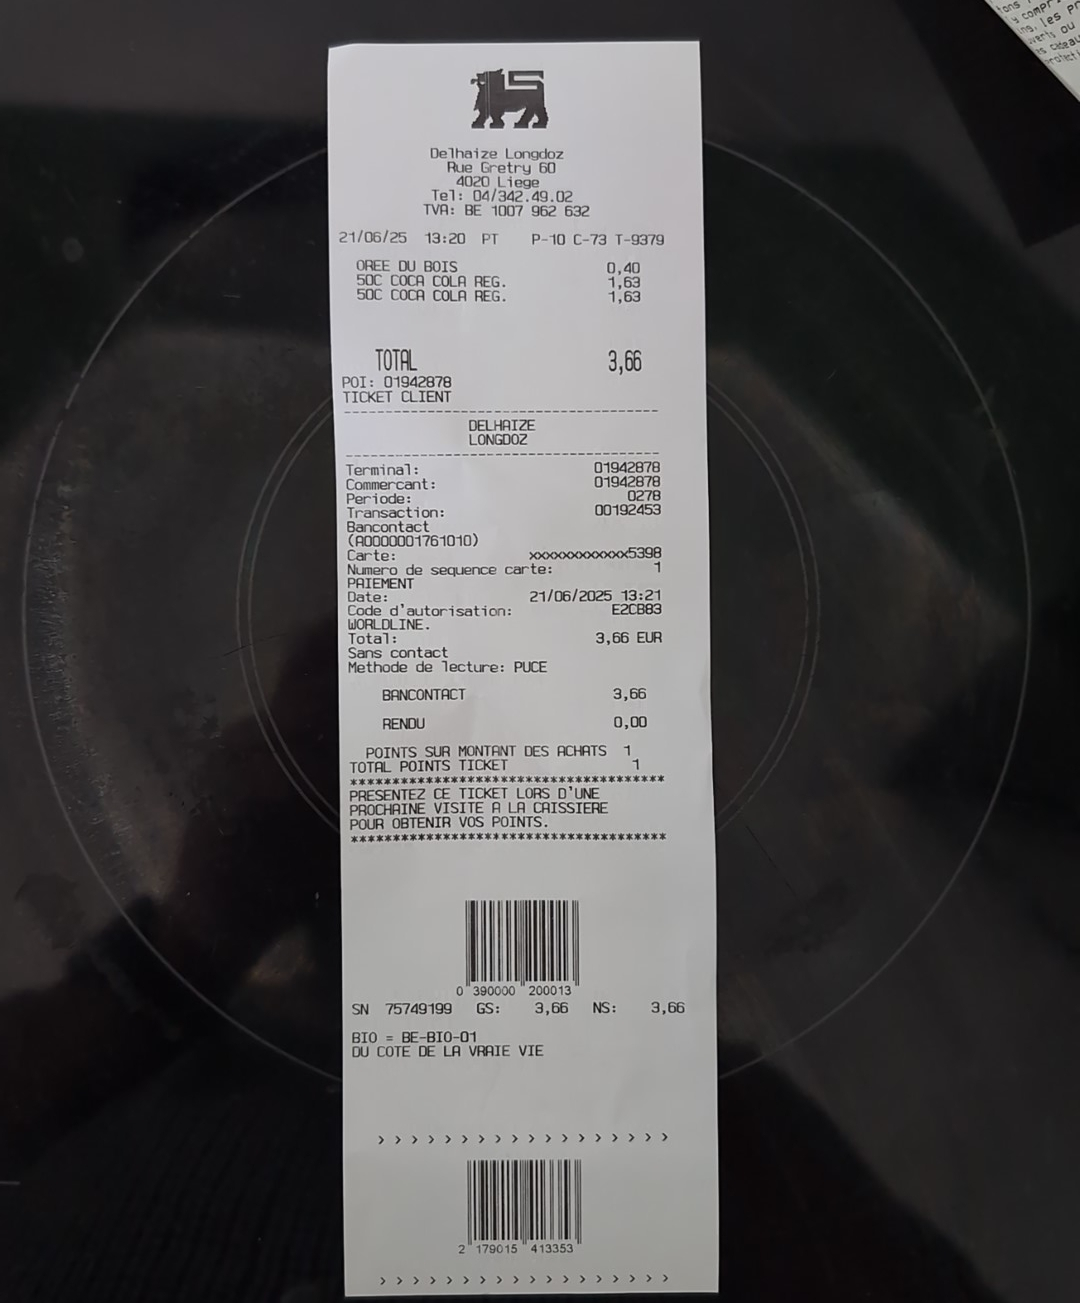 Delhaize Longdoz
Rue Gretry 60
4020 Liege
Tel: 04/342.49.02
TVA: BE 1007 962 632
21/06/25 13:20 PT P-10 C-73 T-9379
OREE DU BOIS 0,40
50C COCA COLA REG. 1,63
50C COCA COLA REG. 1,63
TOTAL 3,66
POI: 01942878
TICKET CLIENT
------------------------------------------
DELHAIZE
LONGDOZ
------------------------------------------
Terminal: 01942878
Commercant: 01942878
Periode: 0278
Transaction: 00192453
Bancontact
(A0000001761010)
Carte: xxxxxxxxxxxxx5398
Numero de sequence carte: 1
PAIEMENT
Date: 21/06/2025 13:21
Code d'autorisation: E2CB83
WORLDLINE.
Total: 3,66 EUR
Sans contact
Methode de lecture: PUCE
BANCONTACT 3,66
RENDU 0,00
POINTS SUR MONTANT DES ACHATS 1
TOTAL POINTS TICKET 1
**************************************
PRESENTEZ CE TICKET LORS D'UNE
PROCHAINE VISITE A LA CAISSIERE
POUR OBTENIR VOS POINTS.
**************************************
0 390000 200013
SN 75749199 GS: 3,66 NS: 3,66
BIO = BE-BIO-01
DU COTE DE LA VRAIE VIE
> > > > > > > > > > > > > > > > > >
2 179015 413353
> > > > > > > > > > > > > > > > > >
y compr
les pr
ou